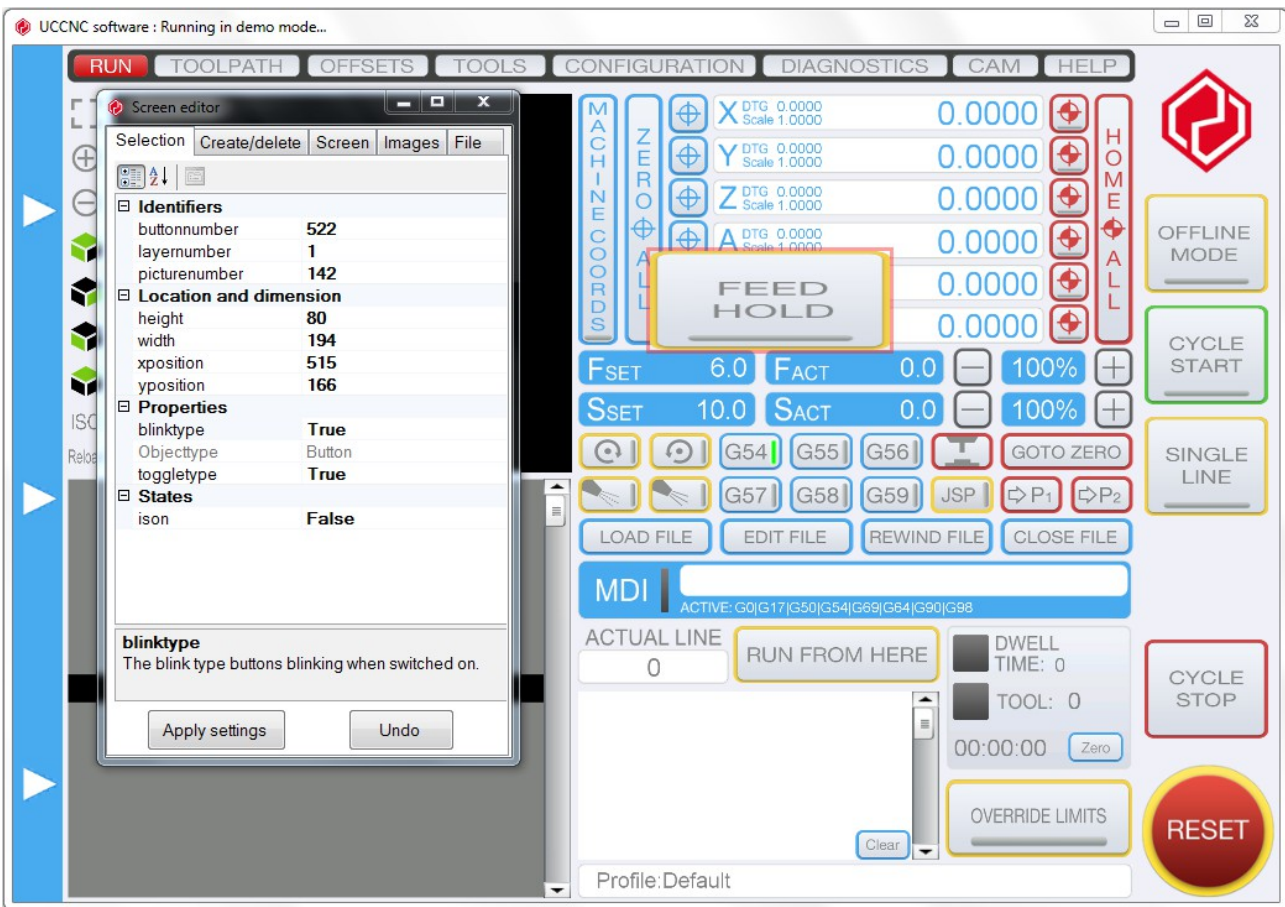 UCCNC software : Running in demo mode...
RUN TOOLPATH OFFSETS TOOLS CONFIGURATION DIAGNOSTICS CAM HELP
Screen editor
Selection Create/delete Screen Images File
Identifiers
buttonnumber 522
layernumber 1
picturenumber 142
Location and dimension
height 80
width 194
xposition 515
yposition 166
Properties
blinktype True
Objecttype Button
toggletype True
States
ison False
blinktype
The blink type buttons blinking when switched on.
Apply settings Undo
ISO
MACHINE COORDS
ZERO ALL
X DTG 0.0000 Scale 1.0000 0.0000
Y DTG 0.0000 Scale 1.0000 0.0000
Z DTG 0.0000 Scale 1.0000 0.0000
A DTG 0.0000 Scale 1.0000 0.0000
0.0000
0.0000
HOME ALL
FEED
HOLD
FSET 6.0 FACT 0.0 100%
SSET 10.0 SACT 0.0 100%
G54 G55 G56 GOTO ZERO
G57 G58 G59 JSP P1 P2
LOAD FILE EDIT FILE REWIND FILE CLOSE FILE
MDI
ACTIVE: G0|G17|G50|G54|G69|G64|G90|G98
ACTUAL LINE
0
RUN FROM HERE
DWELL
TIME: 0
TOOL: 0
00:00:00 Zero
Clear
OVERRIDE LIMITS
Profile:Default
OFFLINE
MODE
CYCLE
START
SINGLE
LINE
CYCLE
STOP
RESET